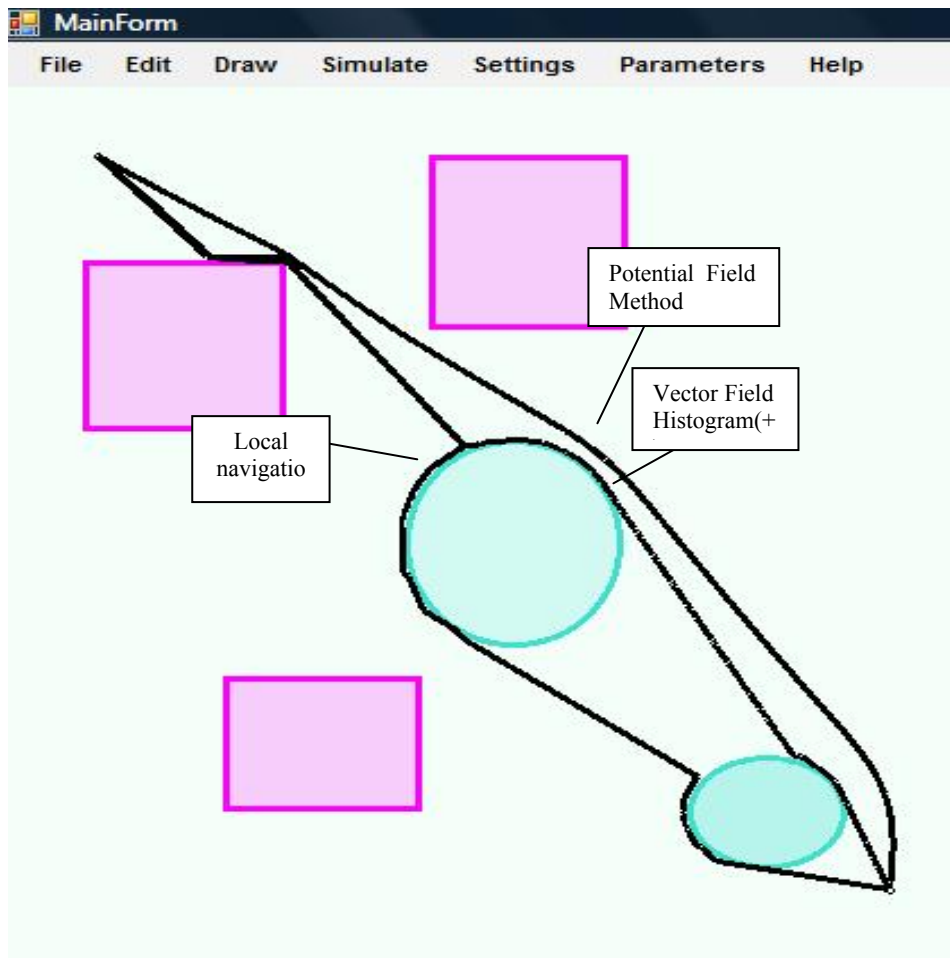 MainForm
File Edit Draw Simulate Settings Parameters Help
Potential Field
Method
Vector Field
Histogram(+
Local
navigatio